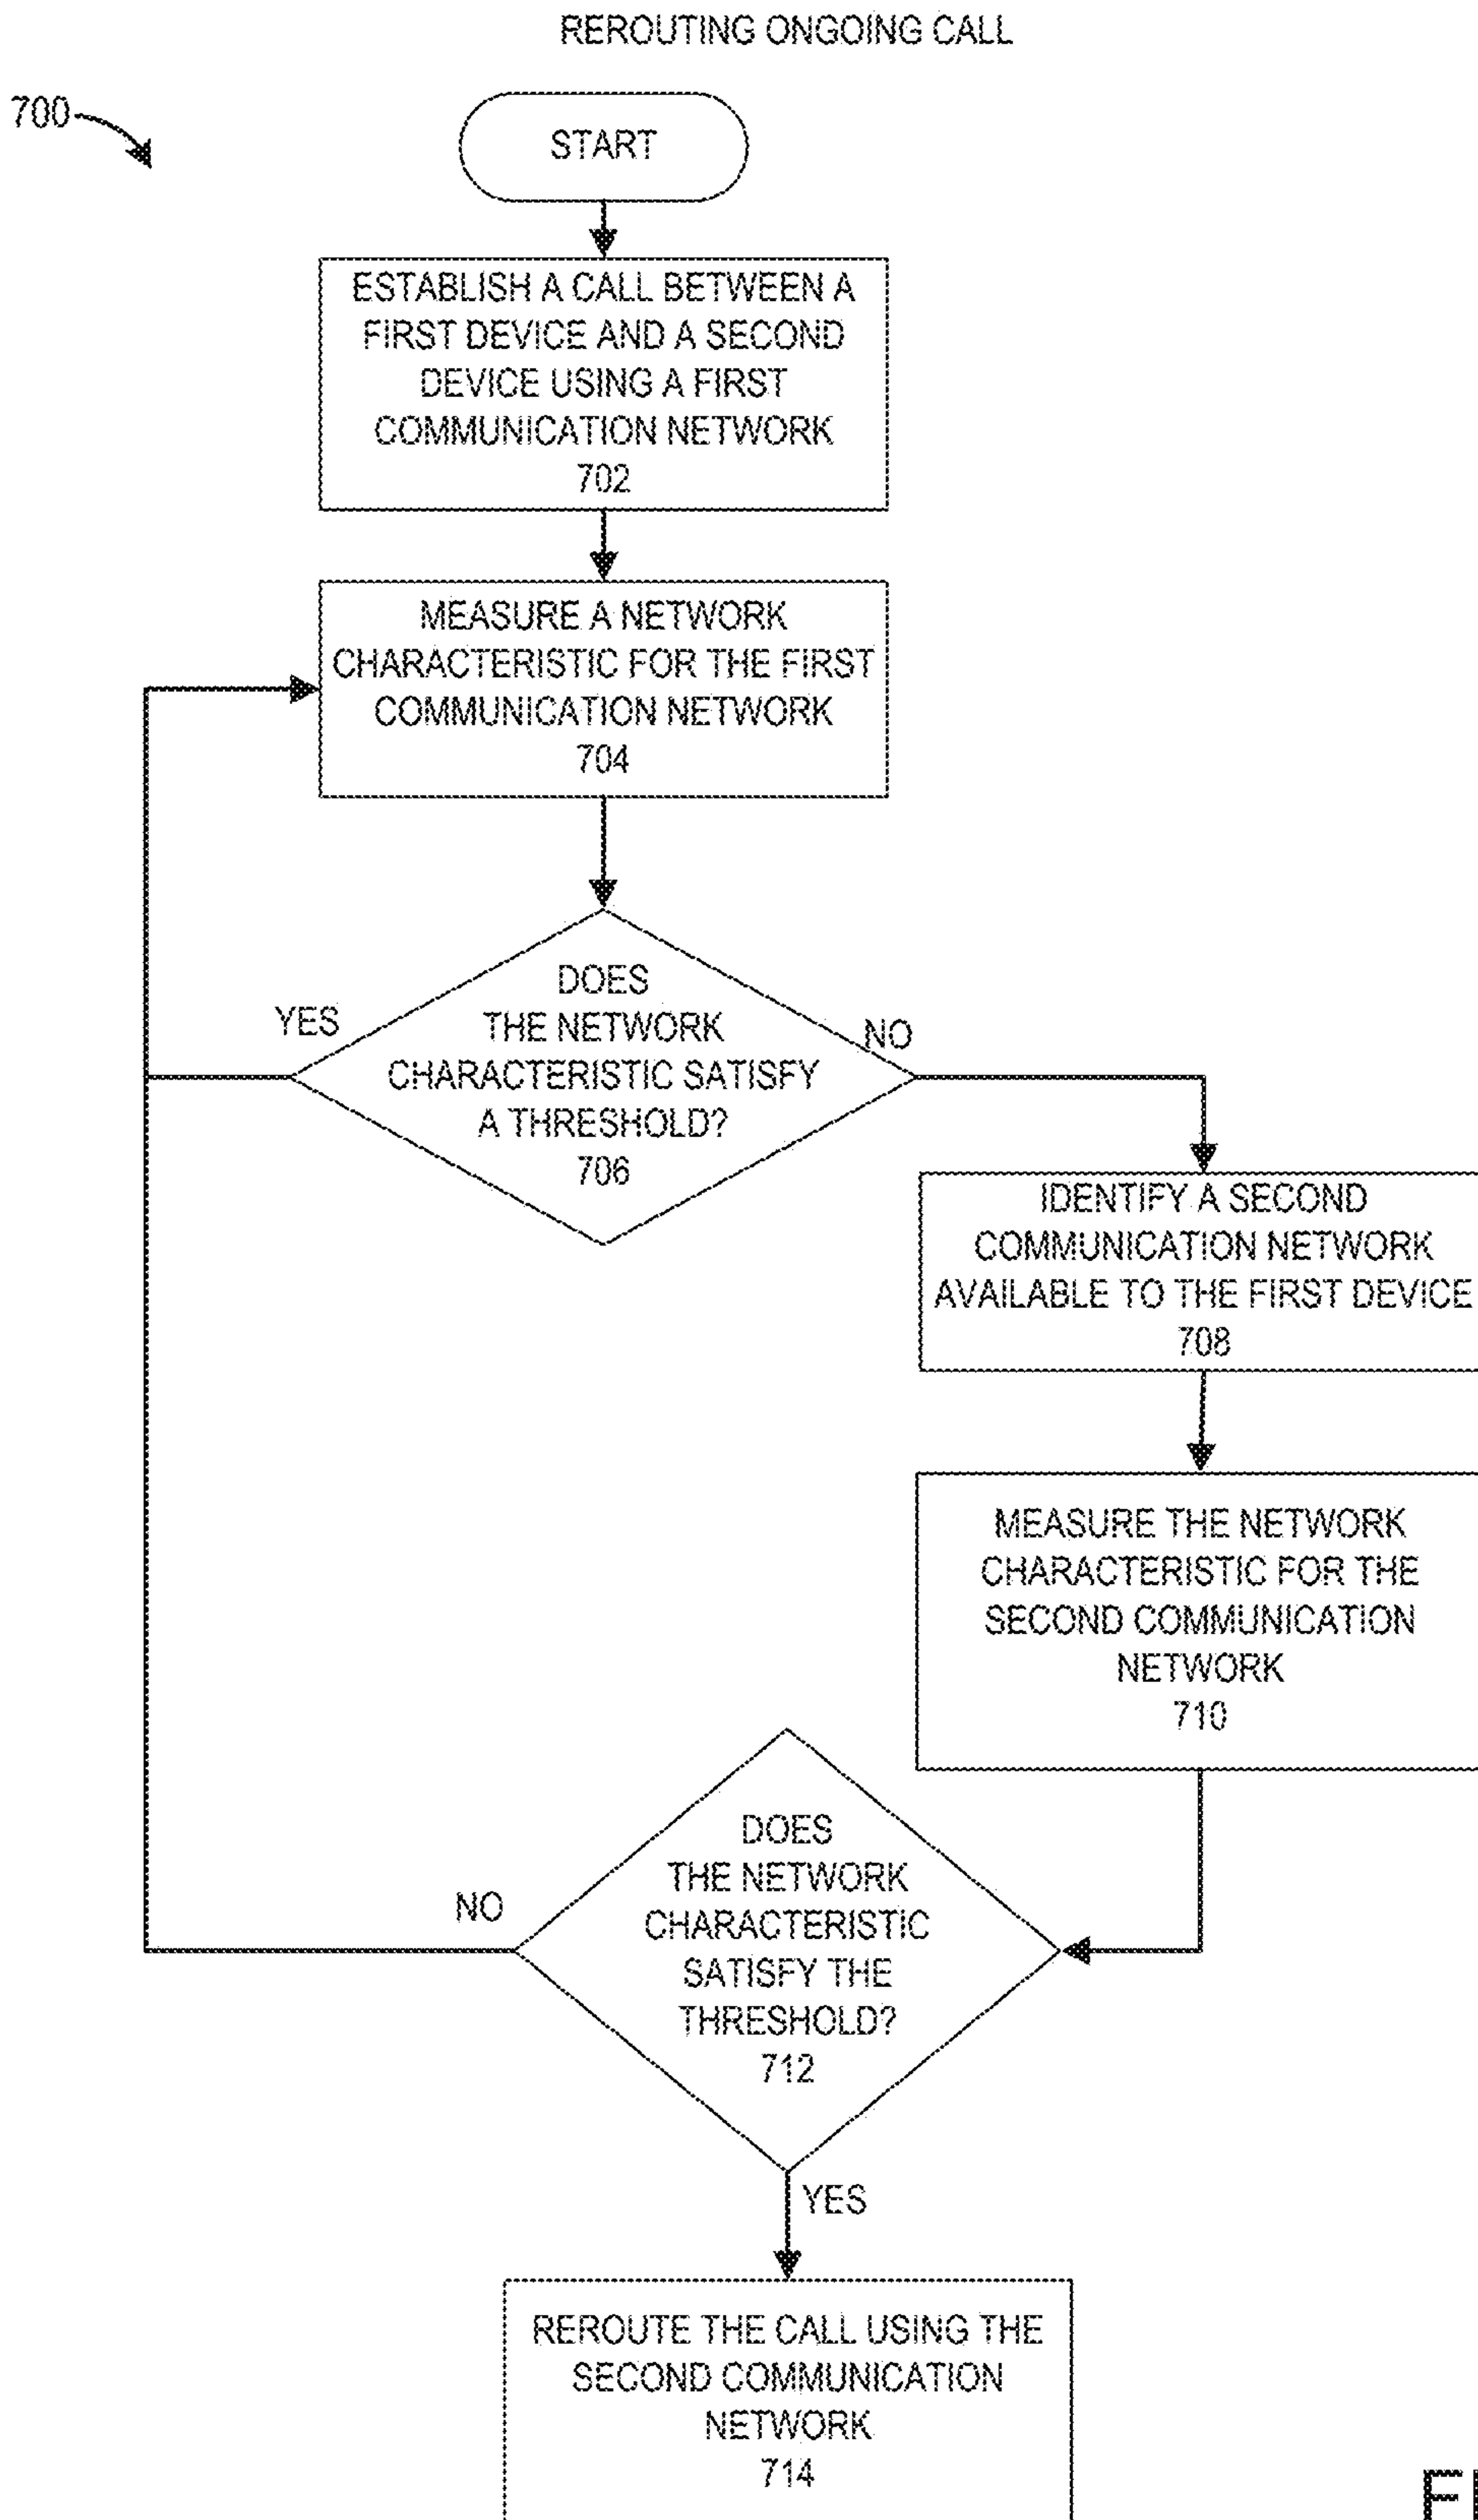 REROUTING ONGOING CALL
700
START
ESTABLISH A CALL BETWEEN A
FIRST DEVICE AND A SECOND
DEVICE USING A FIRST
COMMUNICATION NETWORK
702
MEASURE A NETWORK
CHARACTERISTIC FOR THE FIRST
COMMUNICATION NETWORK
704
DOES
THE NETWORK
CHARACTERISTIC SATISFY
A THRESHOLD?
706
YES
NO
IDENTIFY A SECOND
COMMUNICATION NETWORK
AVAILABLE TO THE FIRST DEVICE
708
MEASURE THE NETWORK
CHARACTERISTIC FOR THE
SECOND COMMUNICATION
NETWORK
710
DOES
THE NETWORK
CHARACTERISTIC
SATISFY THE
THRESHOLD?
712
NO
YES
REROUTE THE CALL USING THE
SECOND COMMUNICATION
NETWORK
714